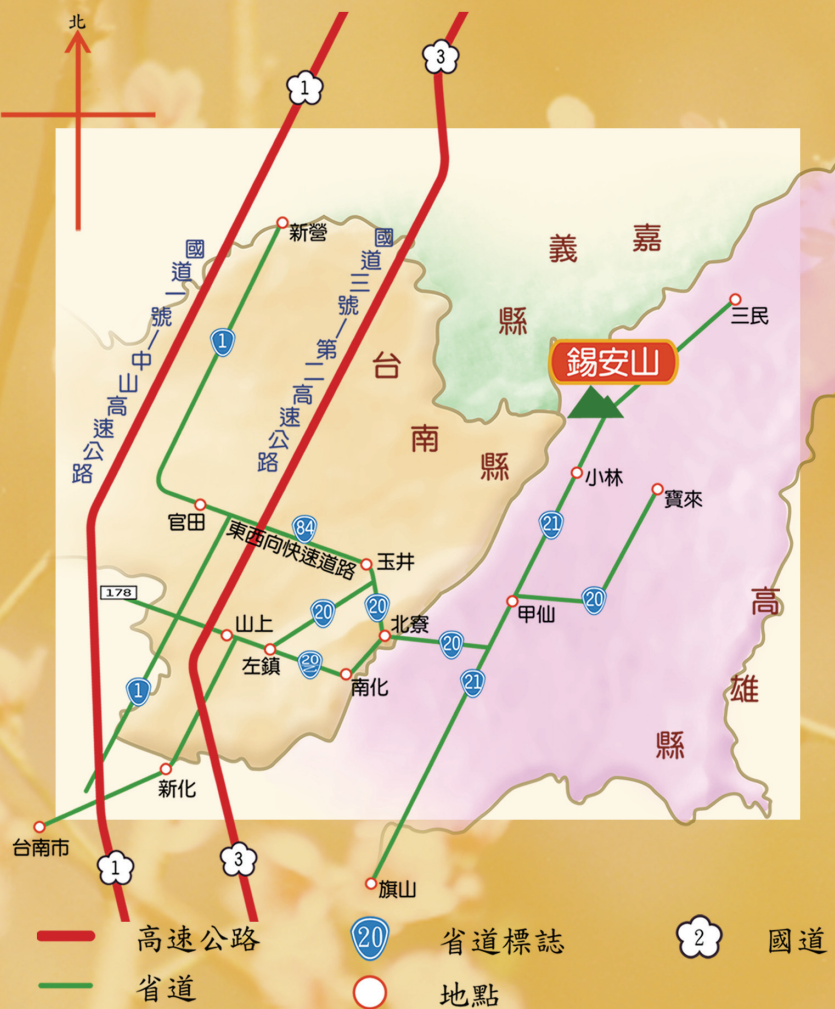 北
1
3
新營
國道一號/中山高速公路
國道三號/第二高速公路
嘉義縣
三民
1
台南縣
錫安山
小林
寶來
官田
84
東西向快速道路
玉井
21
178
山上
20
20
北寮
甲仙
20
左鎮
20
20
南化
21
1
高雄縣
新化
台南市
1
3
旗山
高速公路
20
省道標誌
2
國道
省道
地點